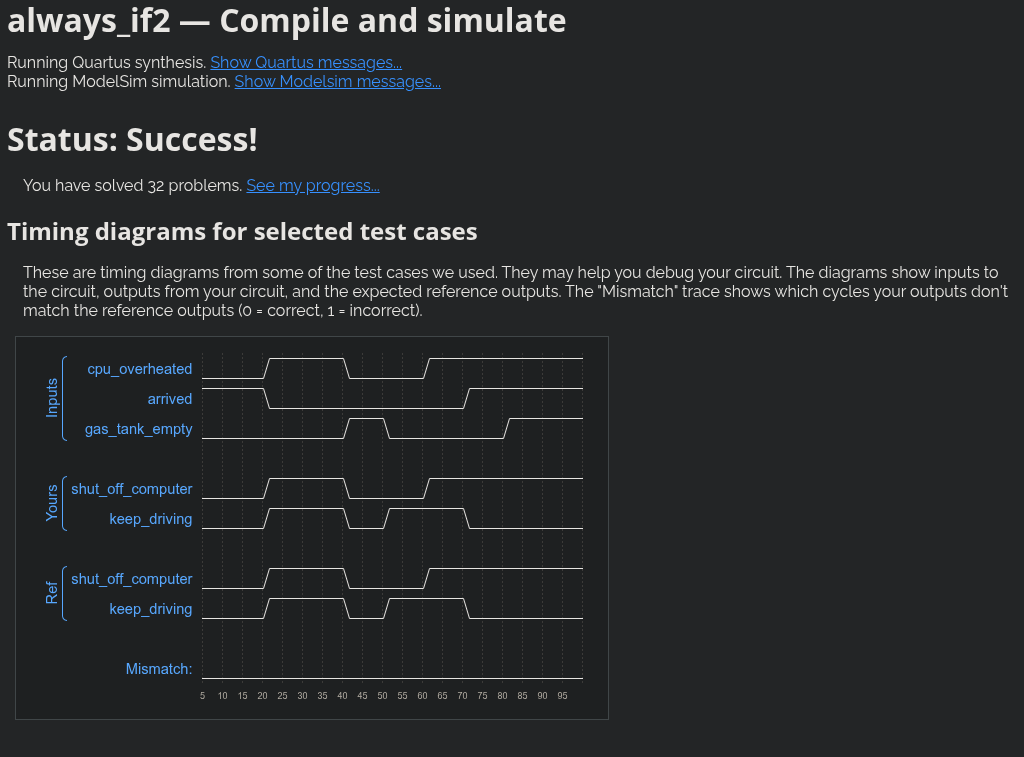 always_if2 — Compile and simulate
Running Quartus synthesis. Show Quartus messages...
Running ModelSim simulation. Show Modelsim messages...
Status: Success!
You have solved 32 problems. See my progress...
Timing diagrams for selected test cases
These are timing diagrams from some of the test cases we used. They may help you debug your circuit. The diagrams show inputs to
the circuit, outputs from your circuit, and the expected reference outputs. The "Mismatch" trace shows which cycles your outputs don't
match the reference outputs (0 = correct, 1 = incorrect).
Inputs
cpu_overheated
arrived
gas_tank_empty
Yours
shut_off_computer
keep_driving
Ref
shut_off_computer
keep_driving
Mismatch:
5 10 15 20 25 30 35 40 45 50 55 60 65 70 75 80 85 90 95